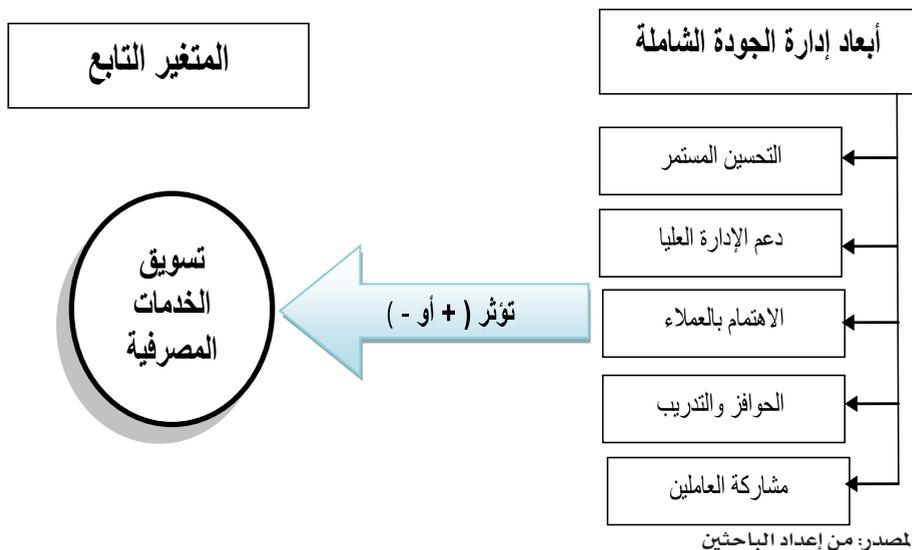 أبعاد إدارة الجودة الشاملة
المتغير التابع
التحسين المستمر
دعم الإدارة العليا
الاهتمام بالعملاء
الحوافز والتدريب
مشاركة العاملين
تؤثر ( + أو - )
تسويق
الخدمات
المصرفية
لمصدر: من إعداد الباحثين